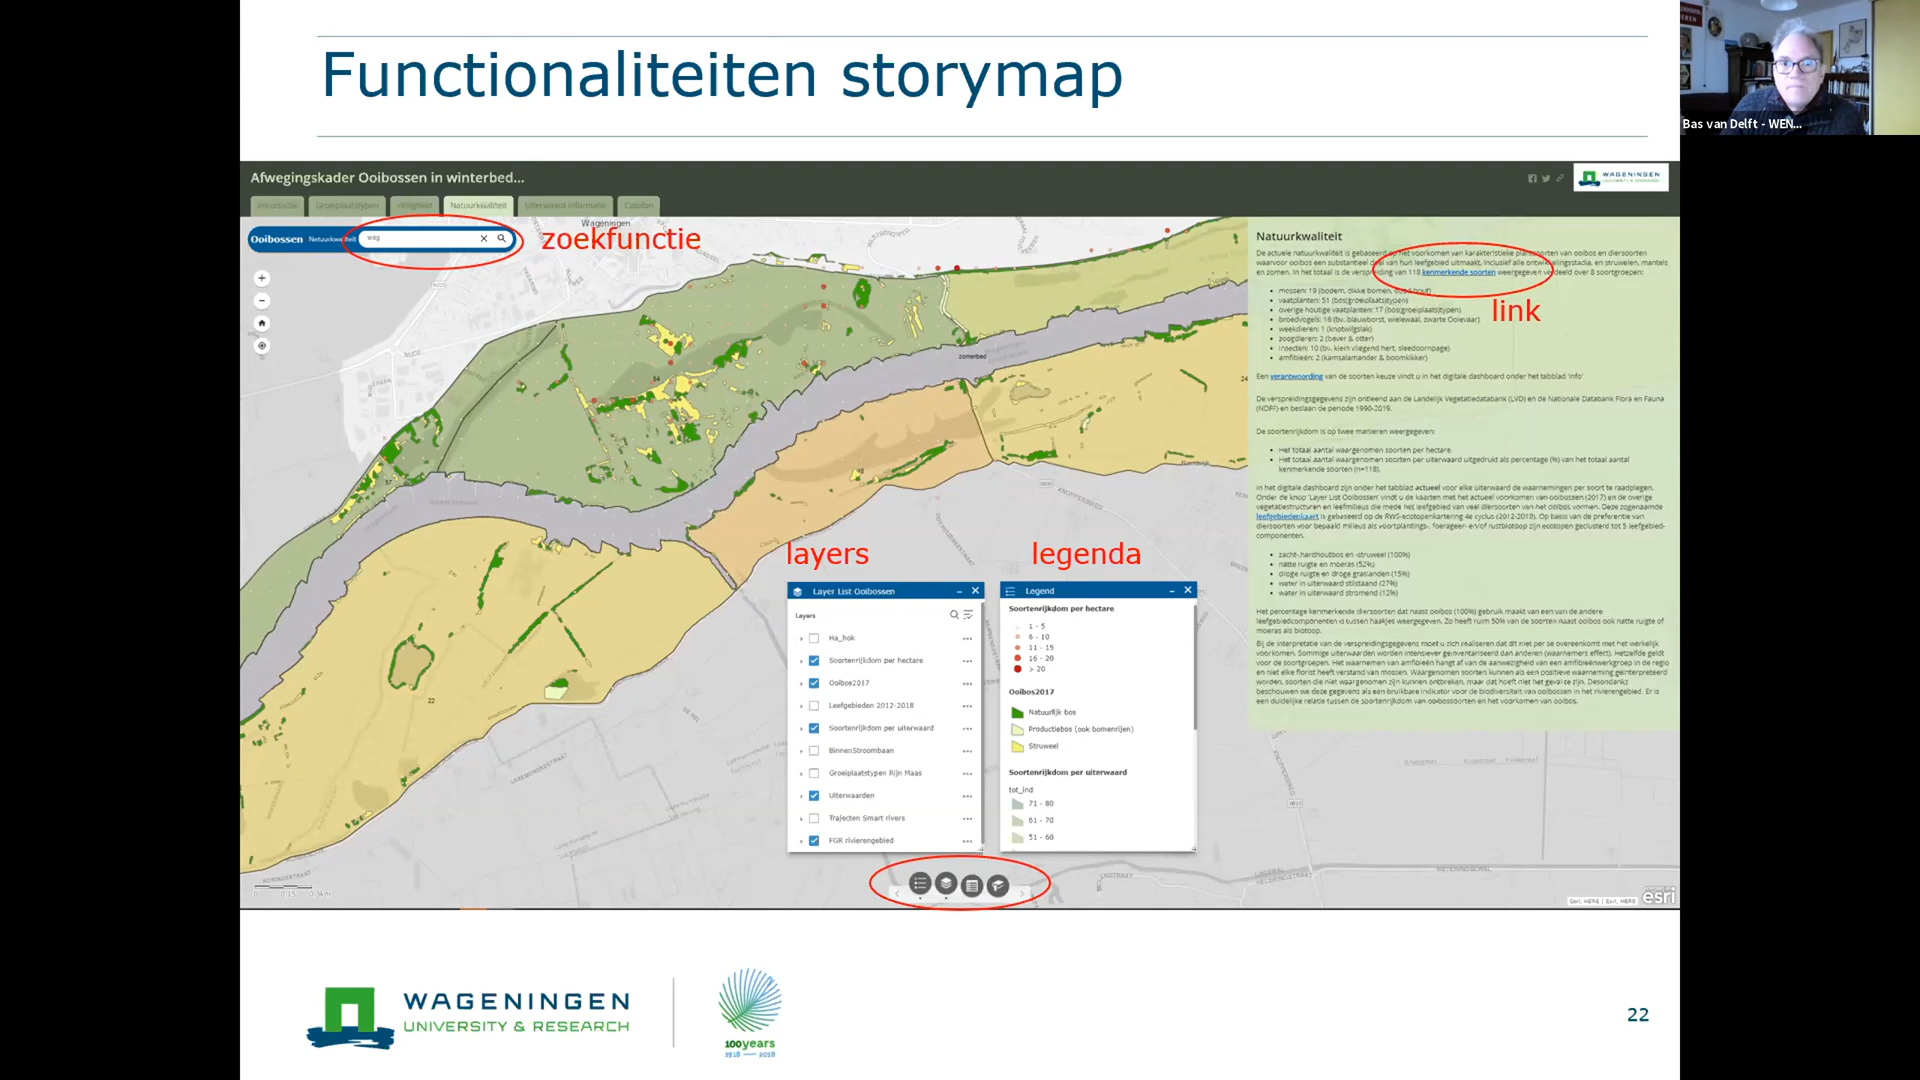 Functionaliteiten storymap
Bas van Delft - WEN...
Afwegingskader Ooibossen in winterbed...
WAGENINGEN
Introductie
Groeiplaatstypen
Veiligheid
Natuurkwaliteit
Uiterwaard informatie
Colofon
Wageningen
Ooibossen Natuurkwaliteit
wag
zoekfunctie
Natuurkwaliteit
De actuele natuurkwaliteit is gebaseerd op het voorkomen van karakteristieke plantsoorten van ooibos en diersoorten
waarvoor ooibos een substantieel deel van hun leefgebied uitmaakt, inclusief alle ontwikkelingsstadia, en struwelen, mantels
en zomen. In het totaal is de verspreiding van 118 kenmerkende soorten weergegeven verdeeld over 8 soortgroepen:
mossen: 19 (bodem, dikke bomen, dood hout)
vaatplanten: 51 (bos(groei)plaats)typen)
overige houtige vaatplanten: 17 (bos(groei)plaats)typen)
broedvogels: 16 (bv. blauwborst, wielewaal, zwarte Ooievaar)
weekdieren: 1 (knotwilgslak)
zoogdieren: 2 (bever & otter)
insecten: 10 (bv. klein vliegend hert, sleedoornpage)
amfibieën: 2 (kamsalamander & boomkikker)
link
Een verantwoording van de soorten keuze vindt u in het digitale dashboard onder het tabblad 'Info'
De verspreidingsgegevens zijn ontleend aan de Landelijk Vegetatiedatabank (LVD) en de Nationale Databank Flora en Fauna
(NDFF) en beslaan de periode 1990-2019.
De soortenrijkdom is op twee manieren weergegeven:
Het totaal aantal waargenomen soorten per hectare.
Het totaal aantal waargenomen soorten per uiterwaard uitgedrukt als percentage (%) van het totaal aantal
kenmerkende soorten (n=118).
In het digitale dashboard zijn onder het tabblad actueel voor elke uiterwaard de waarnemingen per soort te raadplegen.
Onder de knop 'Layer List Ooibossen' vindt u de kaarten met het actueel voorkomen van ooibossen (2017) en de overige
vegetatiestructuren en leefmilieus die mede het leefgebied van veel diersoorten van het ooibos vormen. Deze zogenaamde
leefgebiedenkaart is gebaseerd op de RWS-ecotopenkartering 4e cyclus (2012-2018). Op basis van de preferentie van
diersoorten voor bepaald milieus als voortplantings-, foerageer- en/of rustbiotoop zijn ecotopen geclusterd tot 5 leefgebied-
componenten.
zacht-,hardhoutbos en -struweel (100%)
natte ruigte en moeras (52%)
droge ruigte en droge graslanden (15%)
water in uiterwaard stilstaand (27%)
water in uiterwaard stromend (12%)
Het percentage kenmerkende diersoorten dat naast ooibos (100%) gebruik maakt van een van de andere
leefgebiedcomponenten is tussen haakjes weergegeven. Zo heeft ruim 50% van de soorten naast ooibos ook natte ruigte of
moeras als biotoop.
Bij de interpretatie van de verspreidingsgegevens moet u zich realiseren dat dit niet per se overeenkomt met het werkelijk
voorkomen. Sommige uiterwaarden worden intensiever geïnventariseerd dan anderen (waarnemers effect). Hetzelfde geldt
voor de soortgroepen. Het waarnemen van amfibieën hangt af van de aanwezigheid van een amfibieënwerkgroep in de regio
en niet elke florist heeft verstand van mossen. Waargenomen soorten kunnen als een positieve waarneming geïnterpreteerd
worden, soorten die niet waargenomen zijn kunnen ontbreken, maar dat hoeft niet het geval te zijn. Desondanks
beschouwen we deze gegevens als een bruikbare indicator voor de biodiversiteit van ooibossen in het rivierengebied. Er is
een duidelijke relatie tussen de soortenrijkdom van oobossoorten en het voorkomen van ooibos.
zomerbed
54
57
48
24
22
layers
legenda
Layer List Ooibossen
Layers
Ha_hok
Soortenrijkdom per hectare
Ooibos2017
Leefgebieden 2012-2018
Soortenrijkdom per uiterwaard
BinnenStroombaan
Groeiplaatstypen Rijn Maas
Uiterwaarden
Trajecten Smart rivers
FGR rivierengebied
Legend
Soortenrijkdom per hectare
1 - 5
6 - 10
11 - 15
16 - 20
> 20
Ooibos2017
Natuurlijk bos
Productiebos (ook bomenrijen)
Struweel
Soortenrijkdom per uiterwaard
tot_ind
71 - 80
61 - 70
51 - 60
esri
WAGENINGEN
UNIVERSITY & RESEARCH
100years
1918 — 2018
22